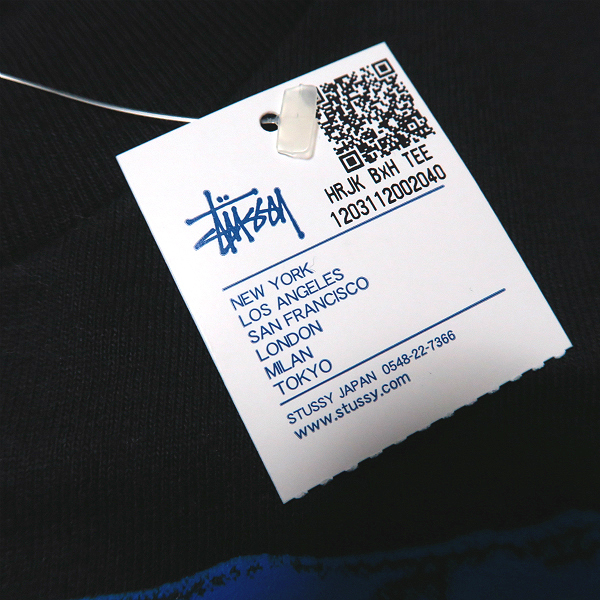 HRJK BxH TEE
1203112002040
STÜSSY
NEW YORK
LOS ANGELES
SAN FRANCISCO
LONDON
MILAN
TOKYO
STUSSY JAPAN 0548-22-7366
www.stussy.com